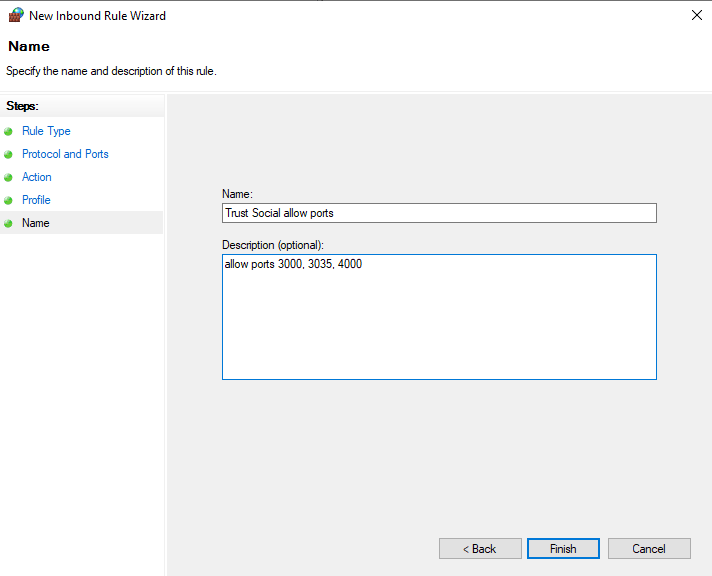 New Inbound Rule Wizard
Name
Specify the name and description of this rule.
Steps:
Rule Type
Protocol and Ports
Action
Profile
Name
Name:
Trust Social allow ports
Description (optional):
allow ports 3000, 3035, 4000
< Back
Finish
Cancel